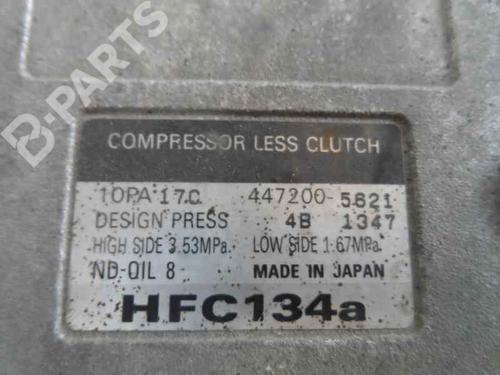 B-PARTS
COMPRESSOR LESS CLUTCH
10PA17C 447200-5621
DESIGN PRESS 4B 1347
HIGH SIDE 3.53MPa LOW SIDE 1.67MPa
ND-OIL 8 MADE IN JAPAN
HFC134a